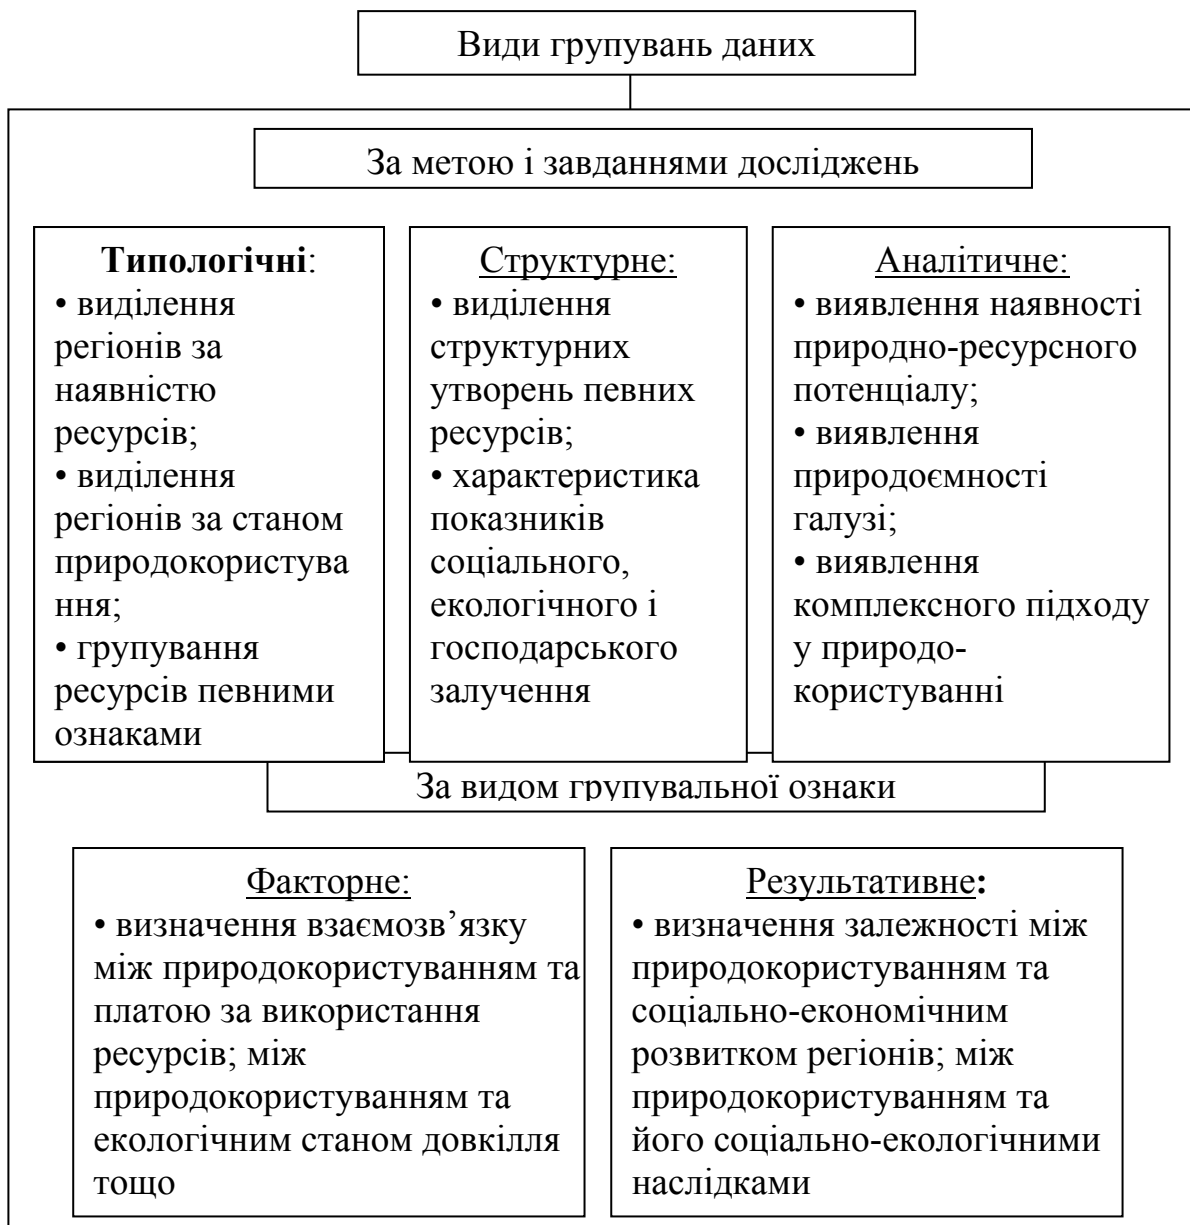 Види групувань даних
За метою і завданнями досліджень
Типологічні:
• виділення
регіонів за
наявністю
ресурсів;
• виділення
регіонів за станом
природокористува
ння;
• групування
ресурсів певними
ознаками
Структурне:
• виділення
структурних
утворень певних
ресурсів;
• характеристика
показників
соціального,
екологічного і
господарського
залучення
Аналітичне:
• виявлення наявності
природно-ресурсного
потенціалу;
• виявлення
природоємності
галузі;
• виявлення
комплексного підходу
у природо-
користуванні
За видом групувальної ознаки
Факторне:
• визначення взаємозв’язку
між природокористуванням та
платою за використання
ресурсів; між
природокористуванням та
екологічним станом довкілля
тощо
Результативне:
• визначення залежності між
природокористуванням та
соціально-економічним
розвитком регіонів; між
природокористуванням та
його соціально-екологічними
наслідками